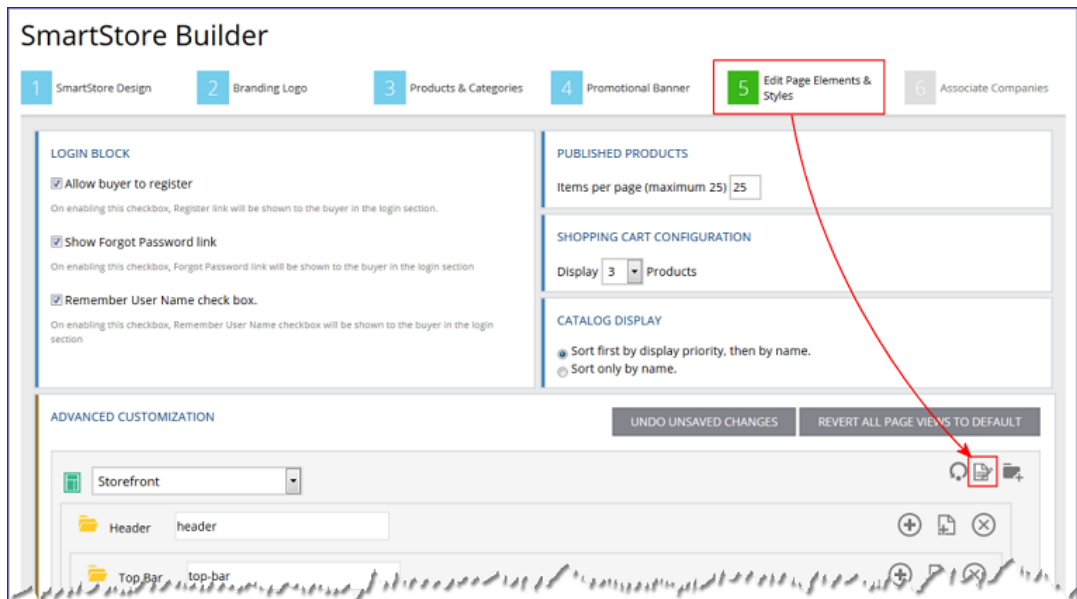 SmartStore Builder
1 SmartStore Design
2 Branding Logo
3 Products & Categories
4 Promotional Banner
5 Edit Page Elements &
Styles
6 Associate Companies
LOGIN BLOCK
Allow buyer to register
On enabling this checkbox, Register link will be shown to the buyer in the login section.
Show Forgot Password link
On enabling this checkbox, Forgot Password link will be shown to the buyer in the login section
Remember User Name check box.
On enabling this checkbox, Remember User Name checkbox will be shown to the buyer in the login
section
PUBLISHED PRODUCTS
Items per page (maximum 25) 25
SHOPPING CART CONFIGURATION
Display 3 Products
CATALOG DISPLAY
Sort first by display priority, then by name.
Sort only by name.
ADVANCED CUSTOMIZATION
UNDO UNSAVED CHANGES
REVERT ALL PAGE VIEWS TO DEFAULT
Storefront
Header header
Top Bar top-bar